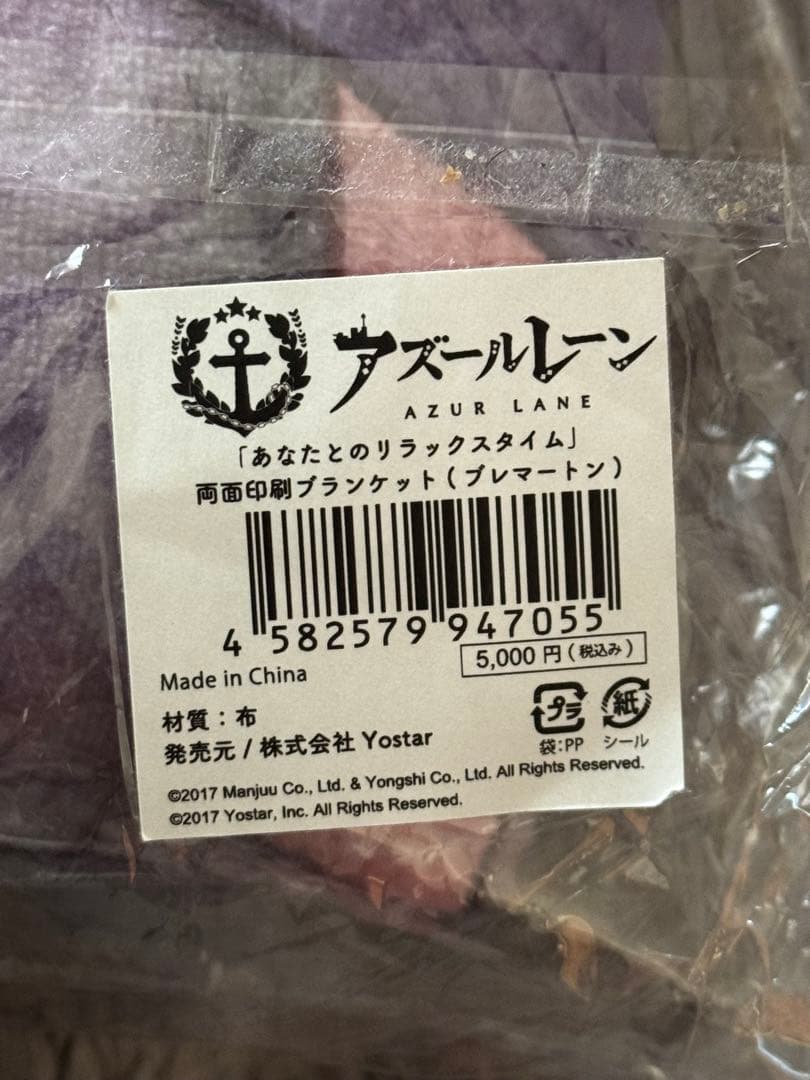 アズールレーン
AZUR LANE
「あなたとのリラックスタイム」
両面印刷ブランケット(ブレマートン)
4 582579 947055
5,000 円(税込み)
Made in China
材質:布
発売元 / 株式会社 Yostar
プラ
紙
袋:PP
シール
©2017 Manjuu Co., Ltd. & Yongshi Co., Ltd. All Rights Reserved.
©2017 Yostar, Inc. All Rights Reserved.